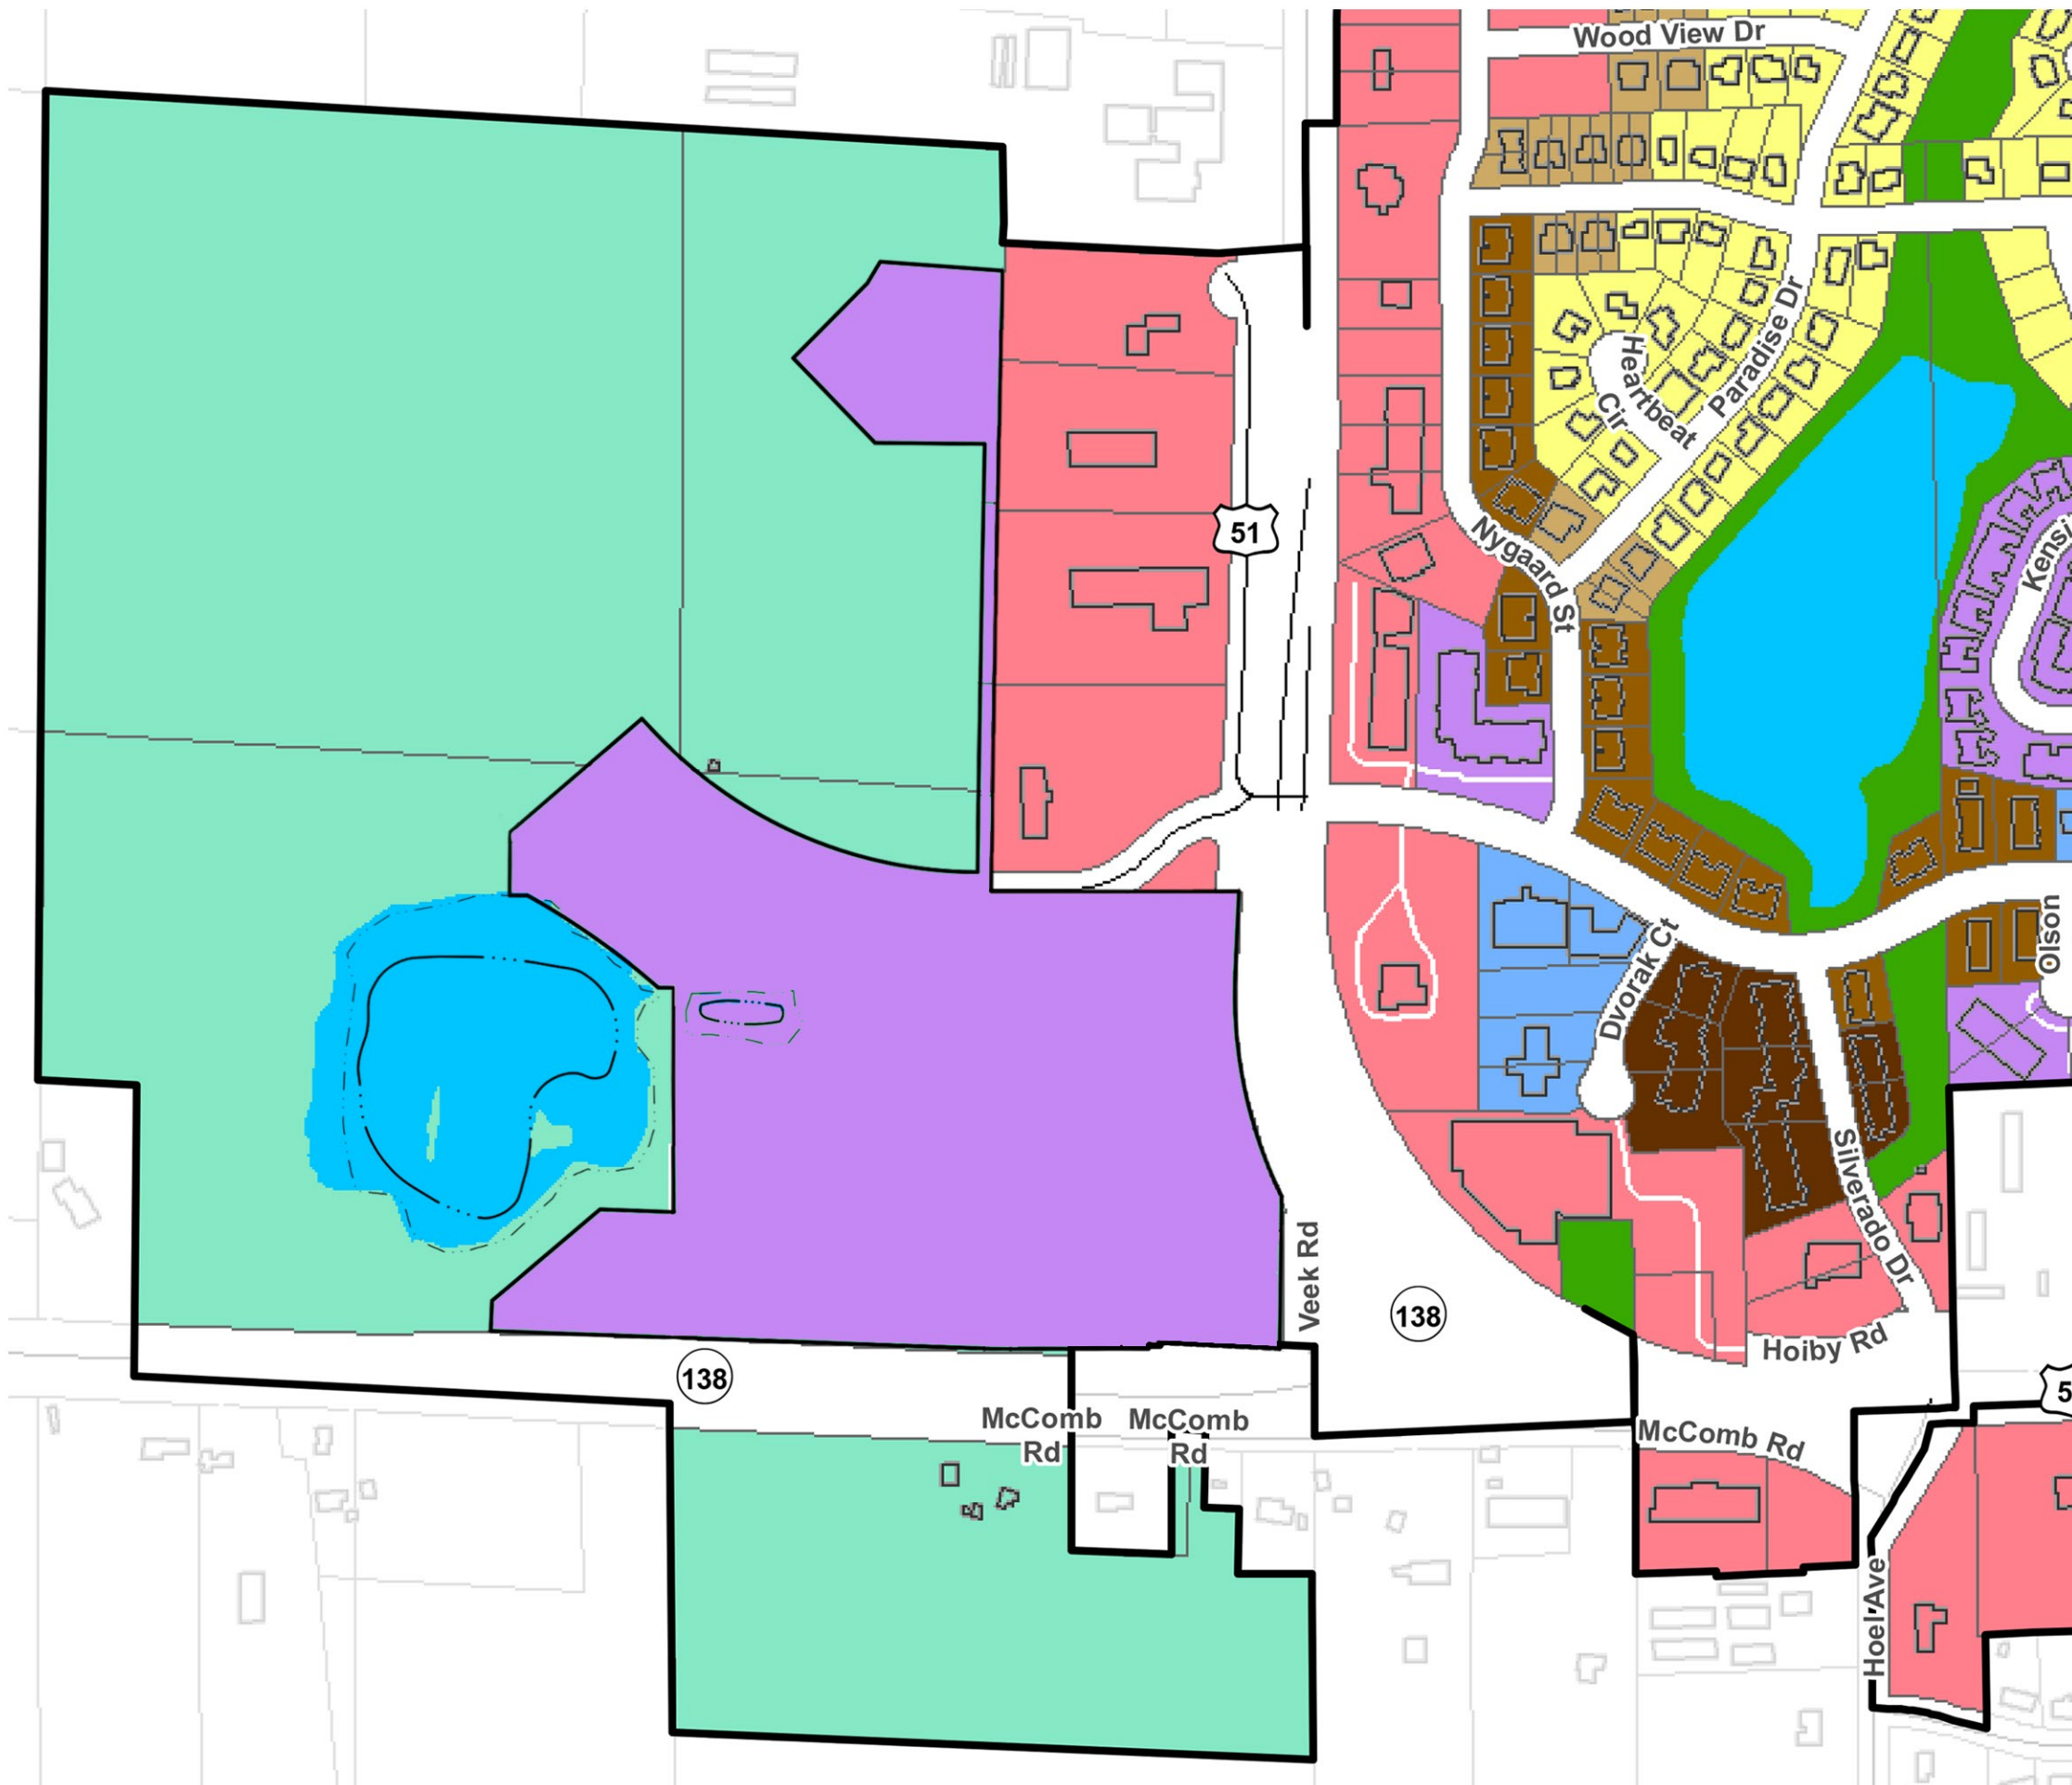 Wood View Dr
Paradise Dr
Heartbeat
Cir
51
Nygaard St
Kensi
Olson
Dvorak Ct
Silverado Dr
Veek Rd
138
Hoiby Rd
138
5
McComb
Rd
McComb
Rd
McComb Rd
Hoel Ave